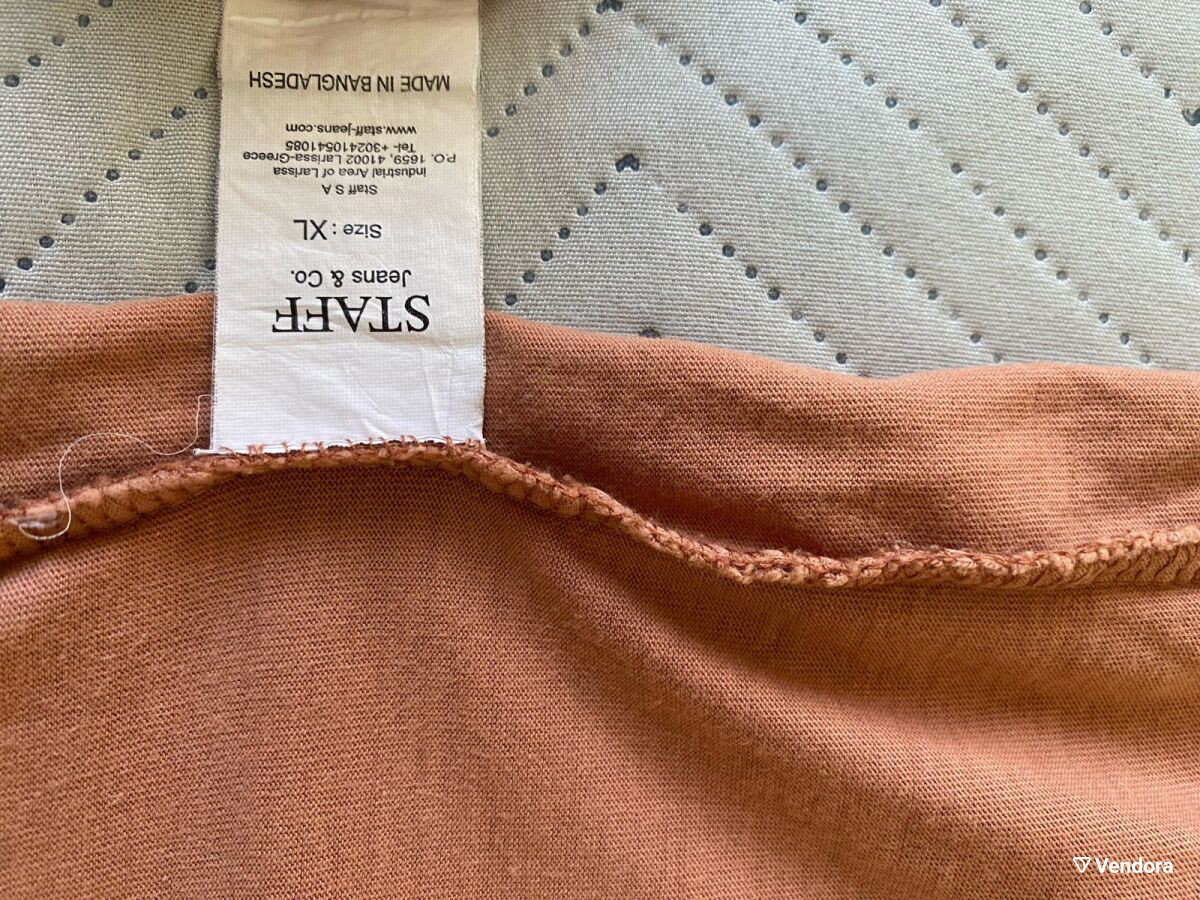 STAFF
Jeans & Co.
Size : XL
Staff S A
industrial Area of Larissa
P.O. 1659, 41002 Larissa-Greece
Tel- +302410541085
www.staff-jeans.com
MADE IN BANGLADESH
Vendora